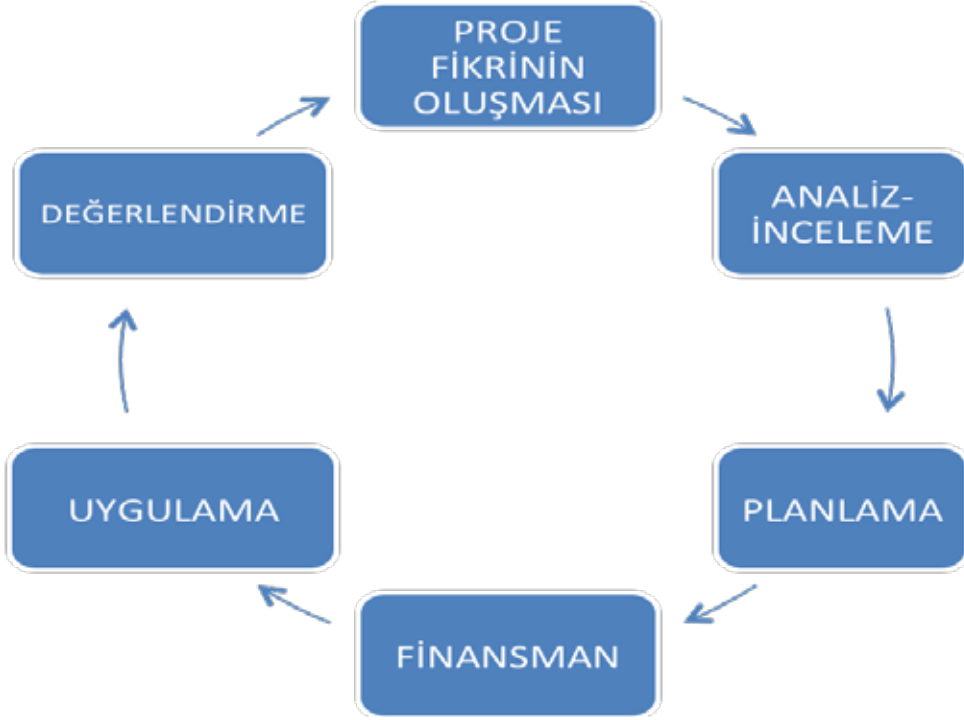 PROJE
FİKRİNİN
OLUŞMASI
ANALİZ-
İNCELEME
PLANLAMA
FİNANSMAN
UYGULAMA
DEĞERLENDİRME